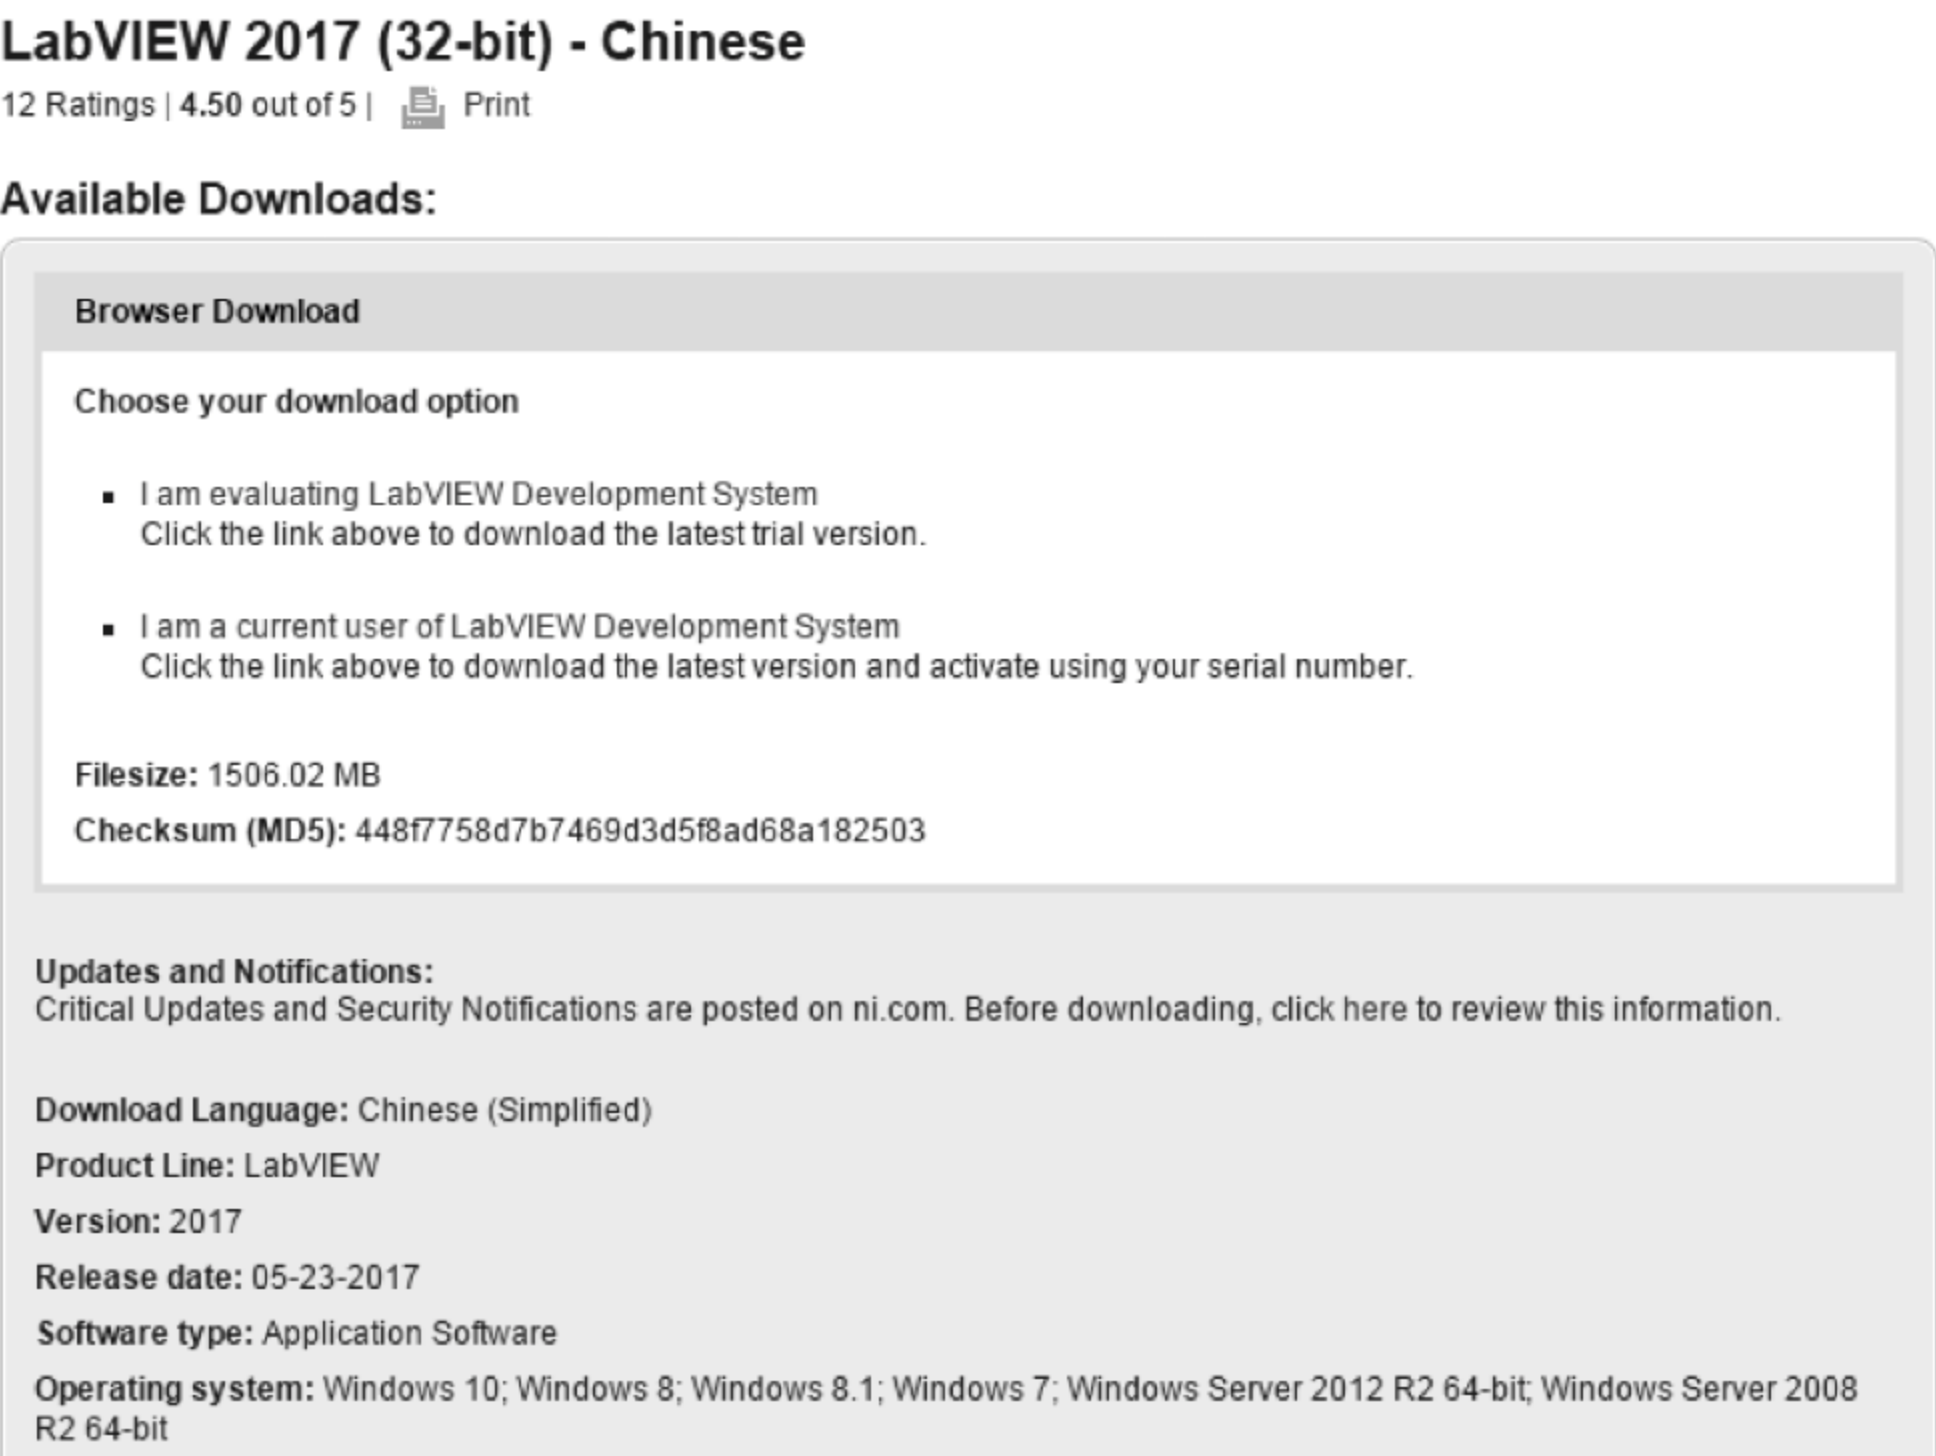 LabVIEW 2017 (32-bit) - Chinese
12 Ratings | 4.50 out of 5 | Print
Available Downloads:
Browser Download
Choose your download option
▪ I am evaluating LabVIEW Development System
Click the link above to download the latest trial version.
▪ I am a current user of LabVIEW Development System
Click the link above to download the latest version and activate using your serial number.
Filesize: 1506.02 MB
Checksum (MD5): 448f7758d7b7469d3d5f8ad68a182503
Updates and Notifications:
Critical Updates and Security Notifications are posted on ni.com. Before downloading, click here to review this information.
Download Language: Chinese (Simplified)
Product Line: LabVIEW
Version: 2017
Release date: 05-23-2017
Software type: Application Software
Operating system: Windows 10; Windows 8; Windows 8.1; Windows 7; Windows Server 2012 R2 64-bit; Windows Server 2008
R2 64-bit